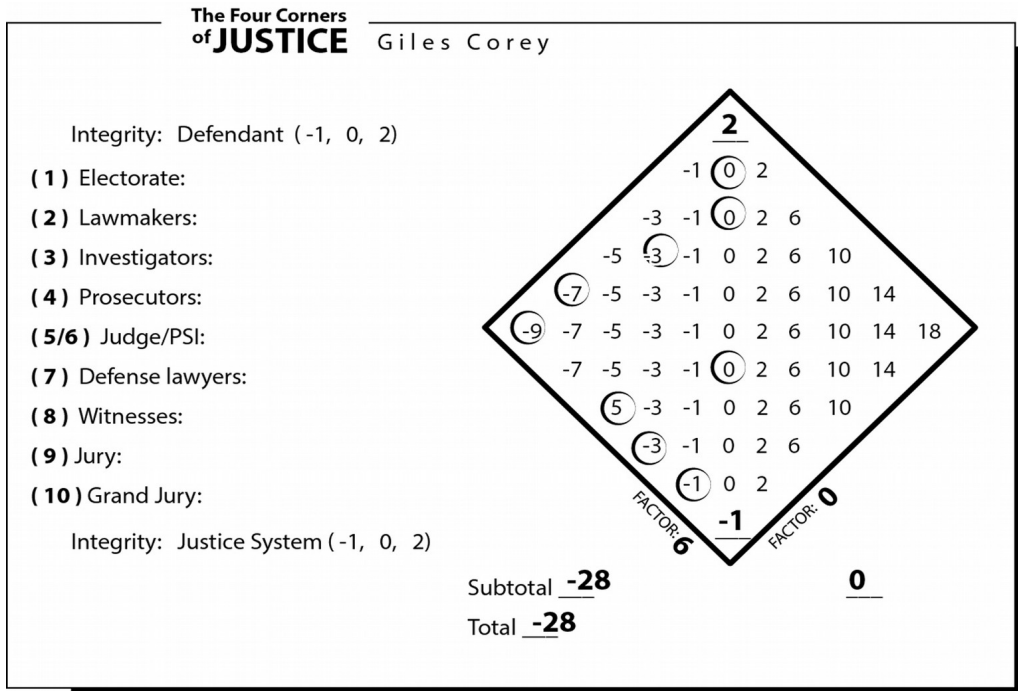 The Four Corners
of JUSTICE Giles Corey
2
Integrity: Defendant ( -1, 0, 2)
( 1 ) Electorate: -1 0 2
( 2 ) Lawmakers: -3 -1 0 2 6
( 3 ) Investigators: -5 -3 -1 0 2 6 10
( 4 ) Prosecutors: -7 -5 -3 -1 0 2 6 10 14
( 5/6 ) Judge/PSI: -9 -7 -5 -3 -1 0 2 6 10 14 18
( 7 ) Defense lawyers: -7 -5 -3 -1 0 2 6 10 14
( 8 ) Witnesses: 5 -3 -1 0 2 6 10
( 9 ) Jury: -3 -1 0 2 6
( 10 ) Grand Jury: -1 0 2
FACTOR: 6
-1
FACTOR: 0
Integrity: Justice System ( -1, 0, 2)
Subtotal -28 0
Total -28